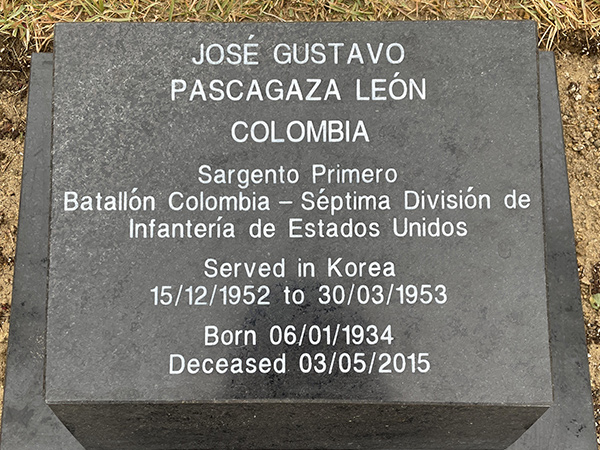 JOSÉ GUSTAVO
PASCAGAZA LEÓN
COLOMBIA
Sargento Primero
Batallón Colombia – Séptima División de
Infantería de Estados Unidos
Served in Korea
15/12/1952 to 30/03/1953
Born 06/01/1934
Deceased 03/05/2015